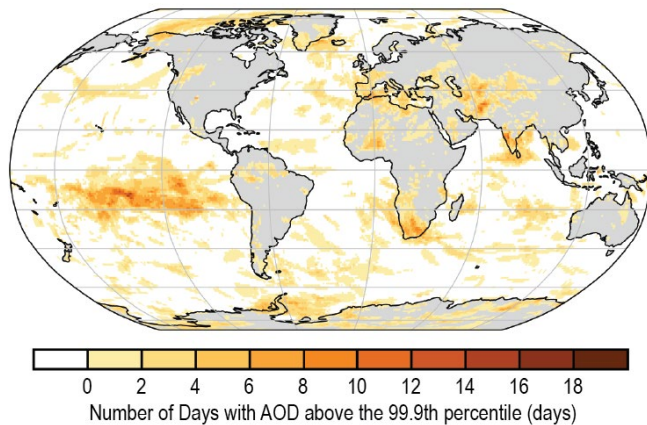 0 2 4 6 8 10 12 14 16 18
Number of Days with AOD above the 99.9th percentile (days)